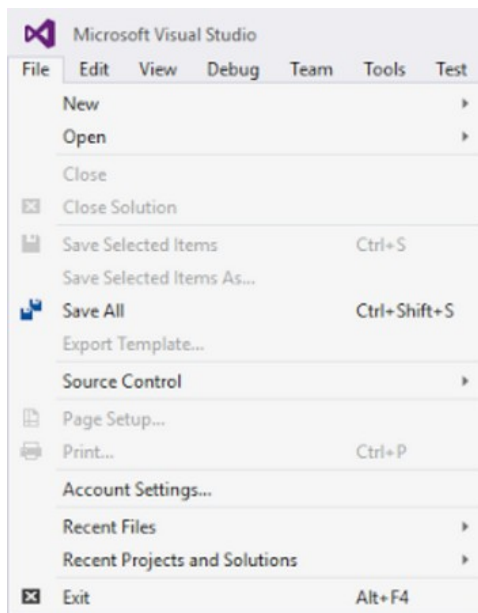 Microsoft Visual Studio
File Edit View Debug Team Tools Test
New
Open
Close
Close Solution
Save Selected Items Ctrl+S
Save Selected Items As...
Save All Ctrl+Shift+S
Export Template...
Source Control
Page Setup...
Print... Ctrl+P
Account Settings...
Recent Files
Recent Projects and Solutions
Exit Alt+F4